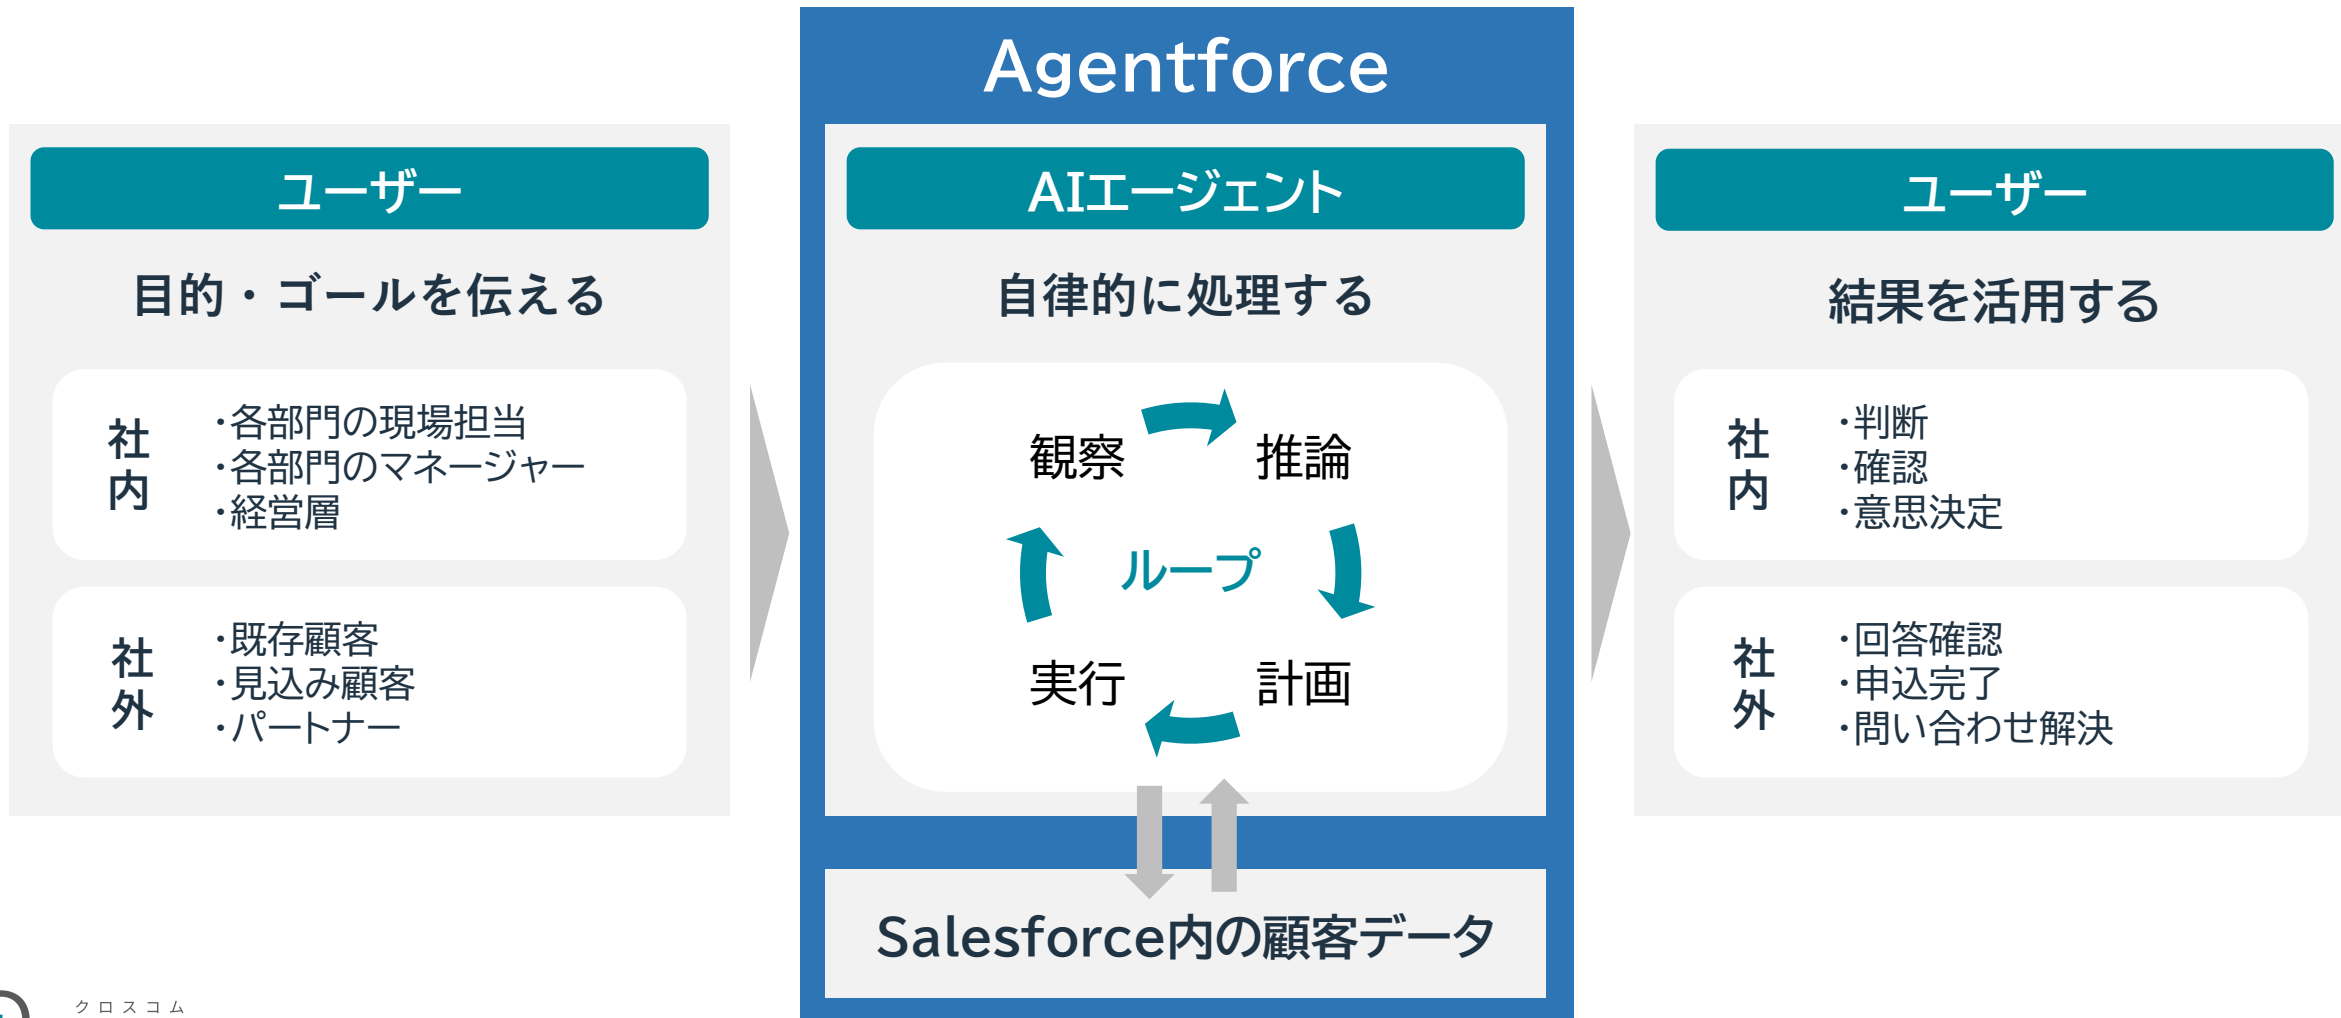 Agentforce
ユーザー
目的・ゴールを伝える
社内
・各部門の現場担当
・各部門のマネージャー
・経営層
社外
・既存顧客
・見込み顧客
・パートナー
AIエージェント
自律的に処理する
観察
推論
ループ
実行
計画
Salesforce内の顧客データ
ユーザー
結果を活用する
社内
・判断
・確認
・意思決定
社外
・回答確認
・申込完了
・問い合わせ解決
クロスコム